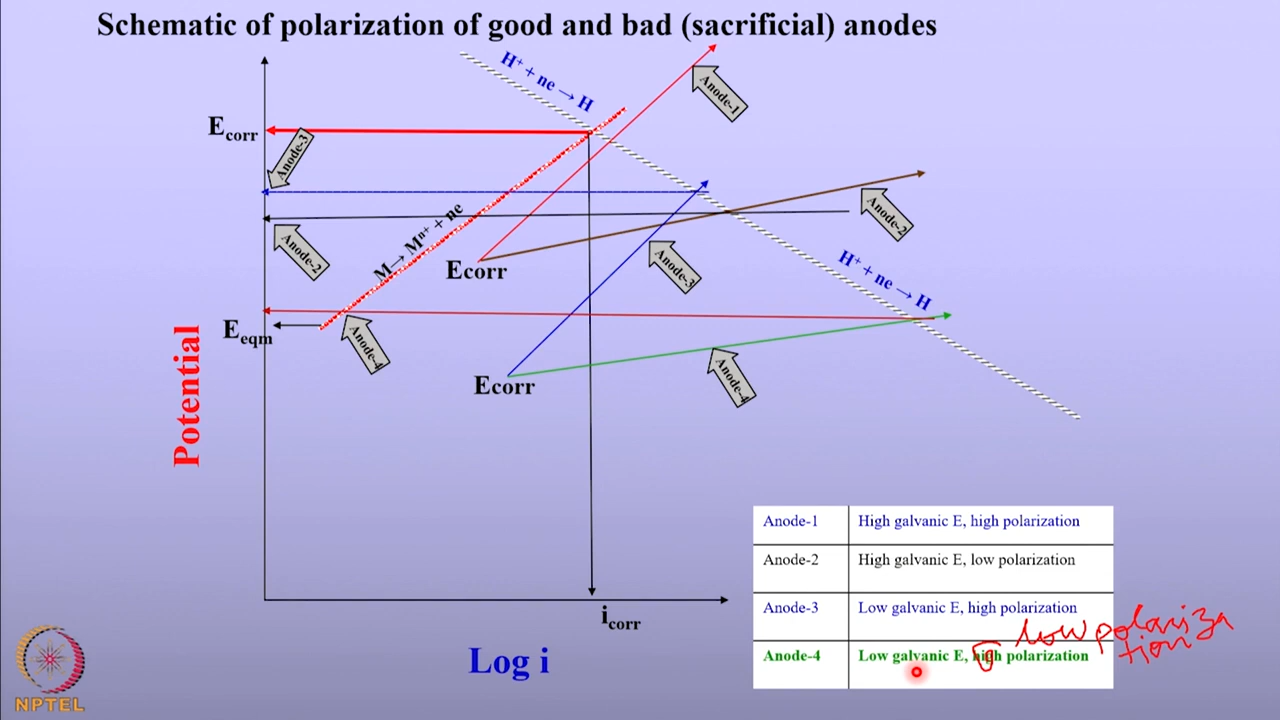 Schematic of polarization of good and bad (sacrificial) anodes
H⁺ + ne → H
Anode-1
Ecorr
Anode-3
Anode-2
M→ Mⁿ⁺ + ne
Ecorr
Anode-2
Anode-3
H⁺ + ne → H
Eeqm
Anode-4
Anode-4
Ecorr
Potential
icorr
Log i
Anode-1 High galvanic E, high polarization
Anode-2 High galvanic E, low polarization
Anode-3 Low galvanic E, high polarization
low polariza
tion
Anode-4 Low galvanic E, high polarization
NPTEL